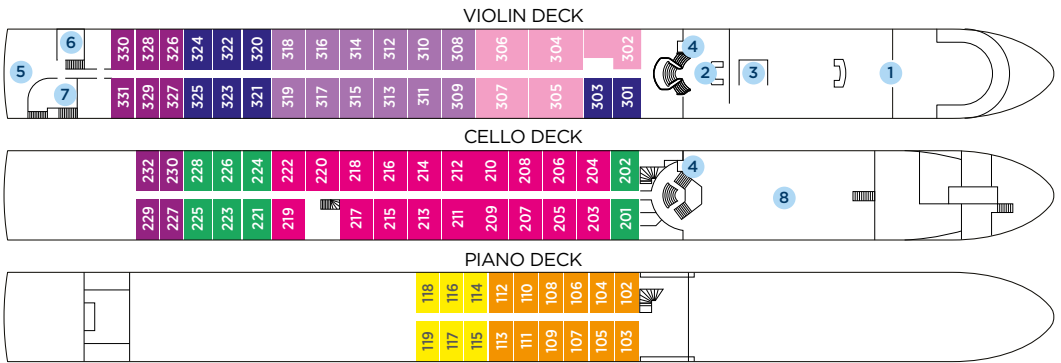 VIOLIN DECK
6 330 328 326 324 322 320 318 316 314 312 310 308 306 304 302 4
5 2 3 1
7 331 329 327 325 323 321 319 317 315 313 311 309 307 305 303 301
CELLO DECK
232 230 228 226 224 222 220 218 216 214 212 210 208 206 204 202 4
229 227 225 223 221 219 217 215 213 211 209 207 205 203 201 8
PIANO DECK
118 116 114 112 110 108 106 104 102
119 117 115 113 111 109 107 105 103